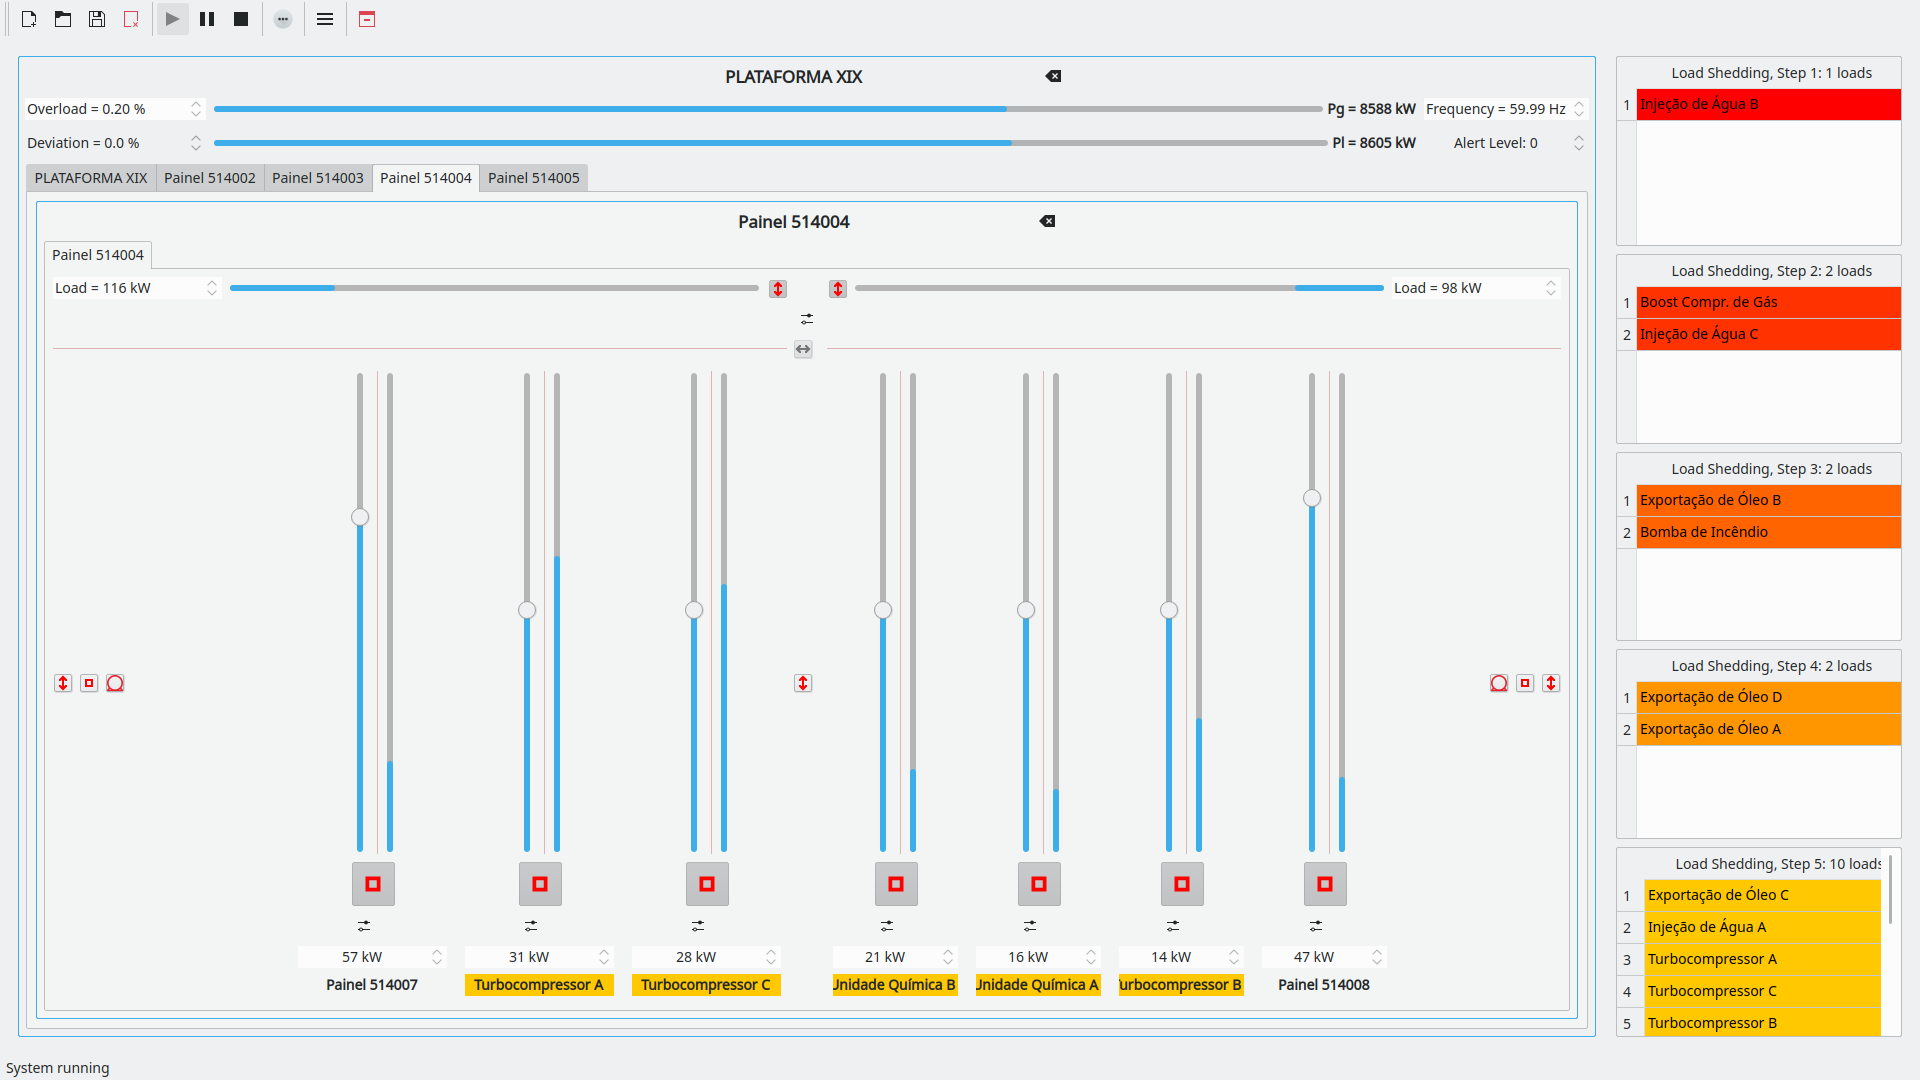 PLATAFORMA XIX
Overload = 0.20 %
Pg = 8588 kW
Frequency = 59.99 Hz
Deviation = 0.0 %
Pl = 8605 kW
Alert Level: 0
PLATAFORMA XIX
Painel 514002
Painel 514003
Painel 514004
Painel 514005
Painel 514004
Painel 514004
Load = 116 kW
Load = 98 kW
57 kW
31 kW
28 kW
21 kW
16 kW
14 kW
47 kW
Painel 514007
Turbocompressor A
Turbocompressor C
Unidade Química B
Unidade Química A
urbocompressor B
Painel 514008
Load Shedding, Step 1: 1 loads
1 Injeção de Água B
Load Shedding, Step 2: 2 loads
1 Boost Compr. de Gás
2 Injeção de Água C
Load Shedding, Step 3: 2 loads
1 Exportação de Óleo B
2 Bomba de Incêndio
Load Shedding, Step 4: 2 loads
1 Exportação de Óleo D
2 Exportação de Óleo A
Load Shedding, Step 5: 10 loads
1 Exportação de Óleo C
2 Injeção de Água A
3 Turbocompressor A
4 Turbocompressor C
5 Turbocompressor B
System running